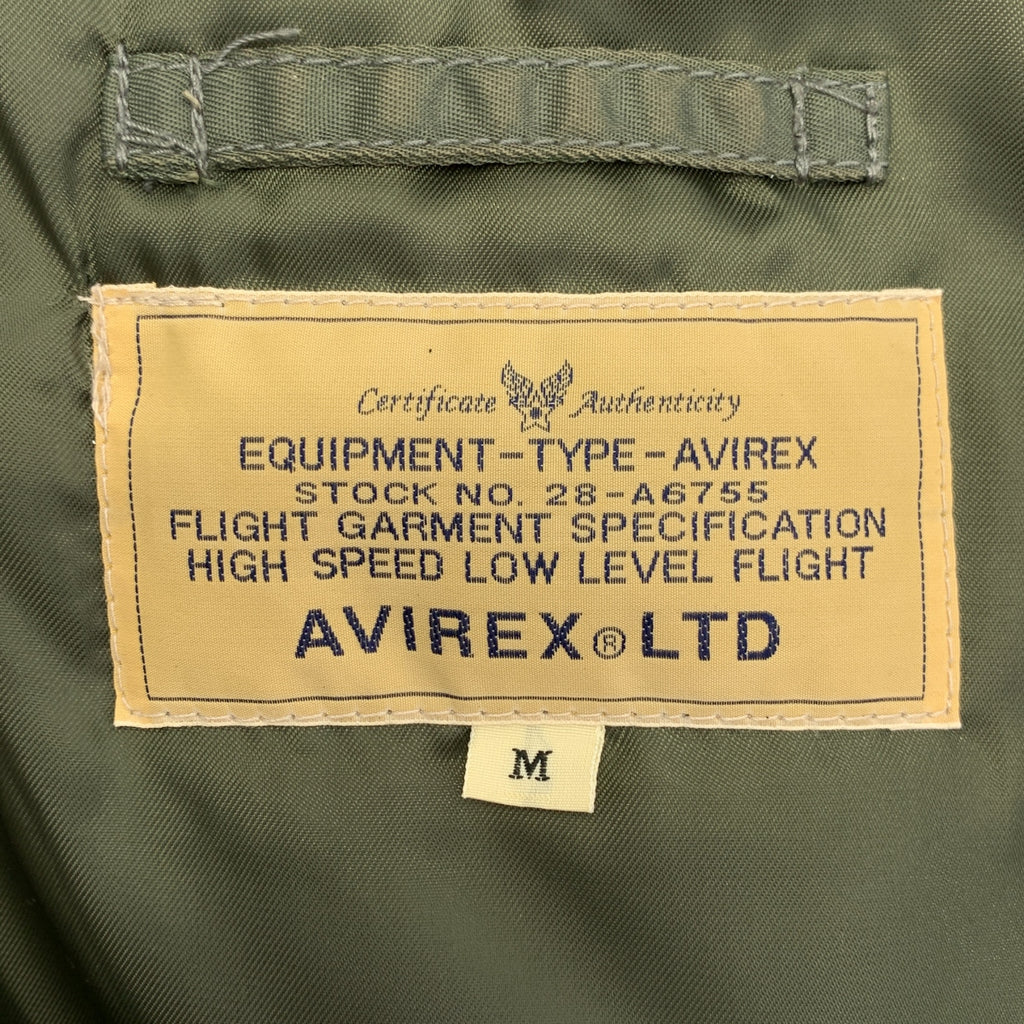 Certificate Authenticity
EQUIPMENT-TYPE-AVIREX
STOCK NO. 28-A6755
FLIGHT GARMENT SPECIFICATION
HIGH SPEED LOW LEVEL FLIGHT
AVIREX® LTD
M